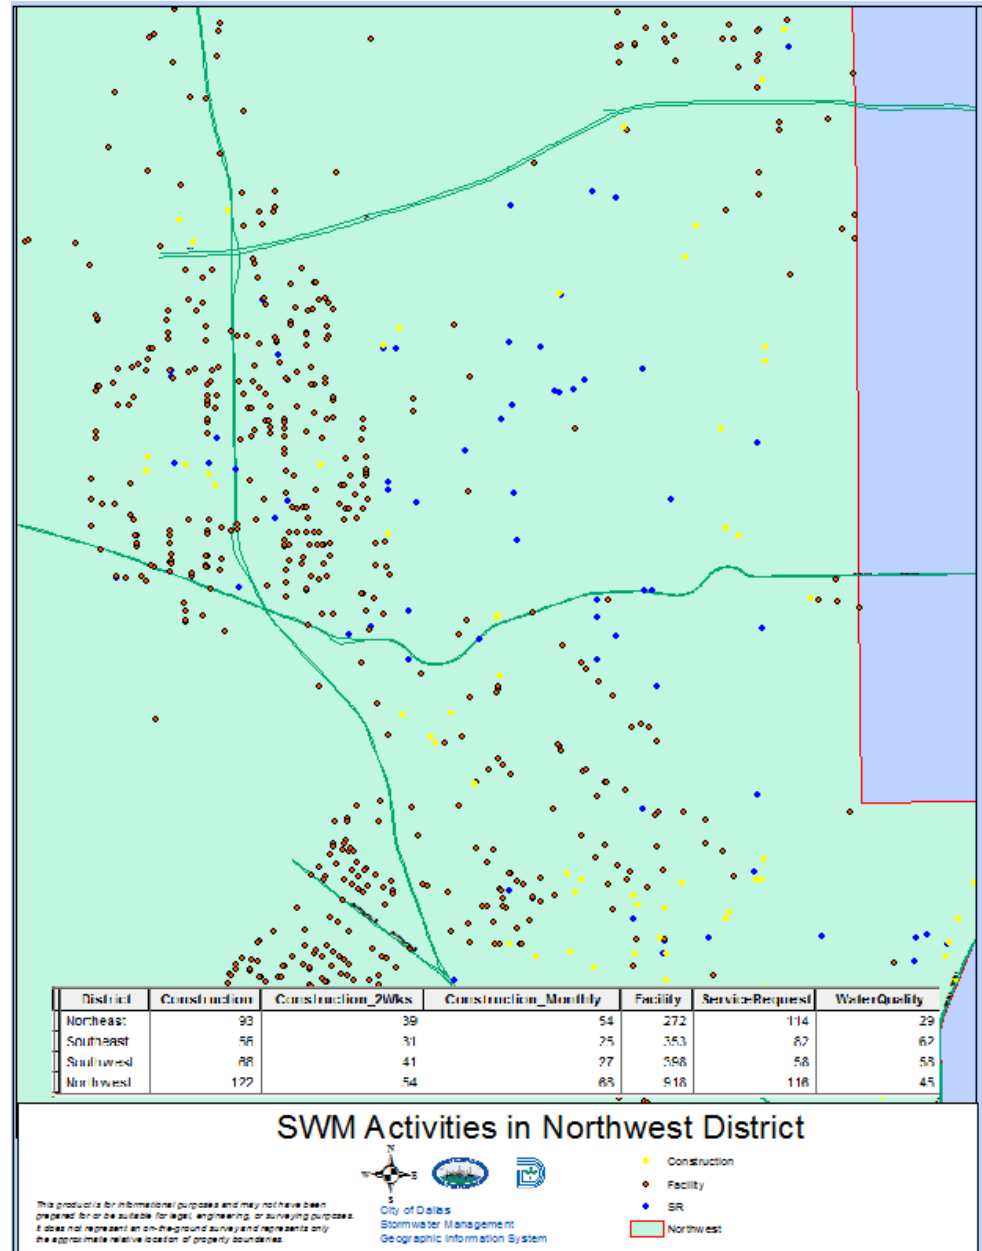 District Construction Construction_2Wks Construction_Monthly Facility ServiceRequest WaterQuality
Northeast 93 39 54 272 114 29
Southeast 56 31 25 353 82 62
Southwest 68 41 27 398 58 58
Northwest 122 54 68 918 116 45
SWM Activities in Northwest District
N
W E
S
Construction
Facility
SR
Northwest
City of Dallas
Stormwater Management
Geographic Information System
This product is for informational purposes and may not have been
prepared for or be suitable for legal, engineering, or surveying purposes.
It does not represent an on-the-ground survey and represents only
the approximate relative location of property boundaries.